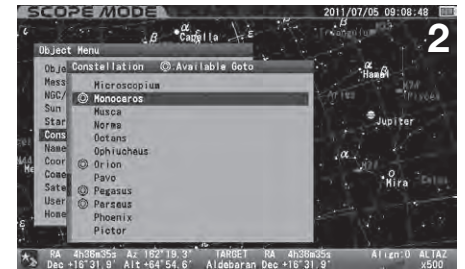 SCOPE MODE 2011/07/05 09:08:48
2
α
Capella
β
ε
Object Menu
Constellation ◎:Available Goto
Microscopium
◎ Monoceros
Musca
Norma
Octans
Ophiucheus
◎ Orion
Pavo
◎ Pegasus
◎ Perseus
Phoenix
Pictor
Obje
Mess
NGC/
Sun
Star
Cons
Name
Coor
Come
Sate
User
Home
Hamal
Aries
Jupiter
α
Mira
RA 4h36m35s Az 162°19.3' TARGET RA 4h36m35s Align:0 ALTAZ
Dec +16°31.9' Alt +64°54.6' Aldebaran Dec +16°31.9' x500